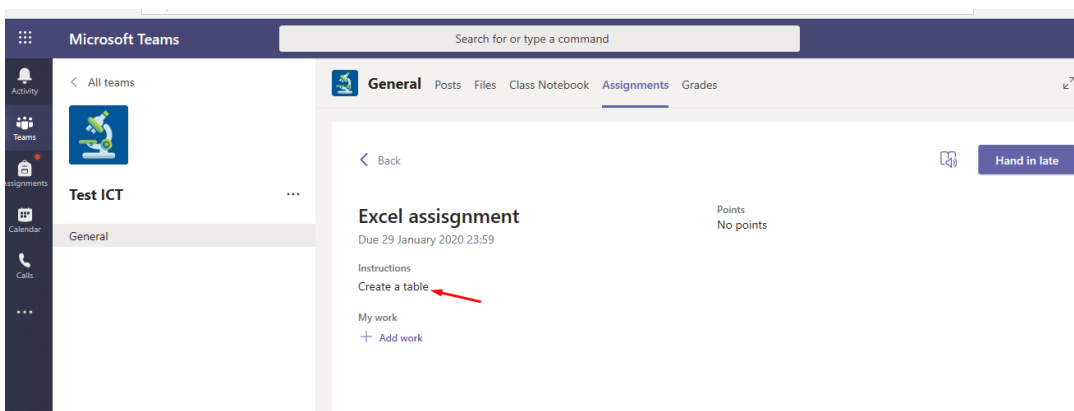 Microsoft Teams
Search for or type a command
Activity
Teams
Assignments
Calendar
Calls
All teams
Test ICT
General
General Posts Files Class Notebook Assignments Grades
Back
Hand in late
Excel assisgnment
Due 29 January 2020 23:59
Points
No points
Instructions
Create a table
My work
Add work